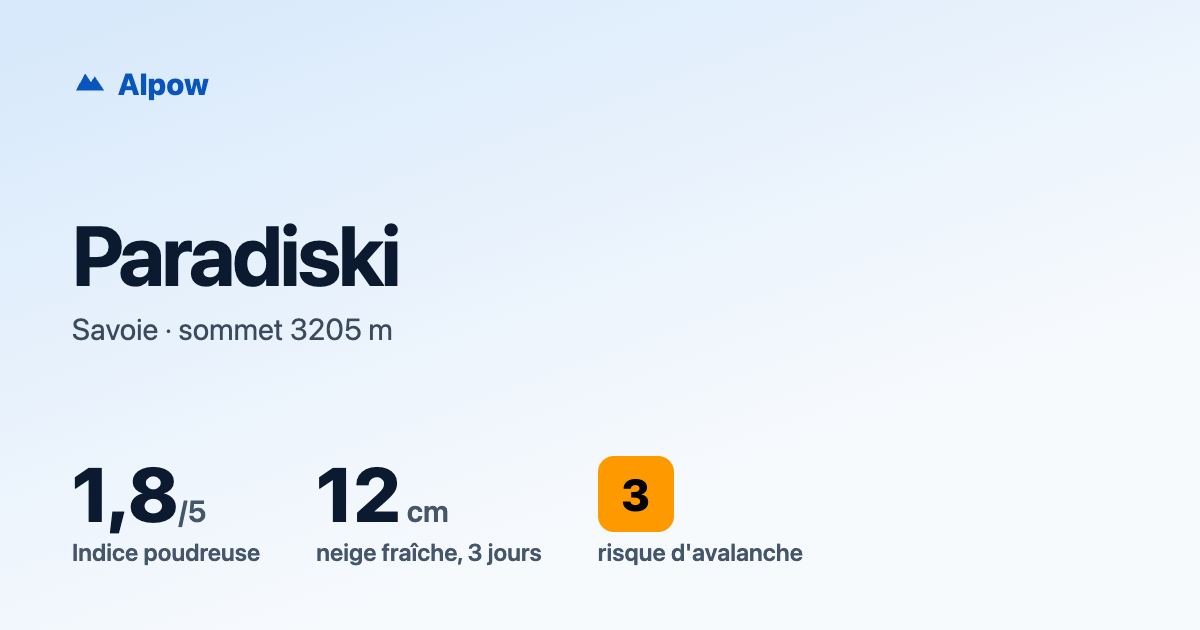 Alpow
Paradiski
Savoie · sommet 3205 m
1,8/5
Indice poudreuse
12 cm
neige fraîche, 3 jours
3
risque d'avalanche